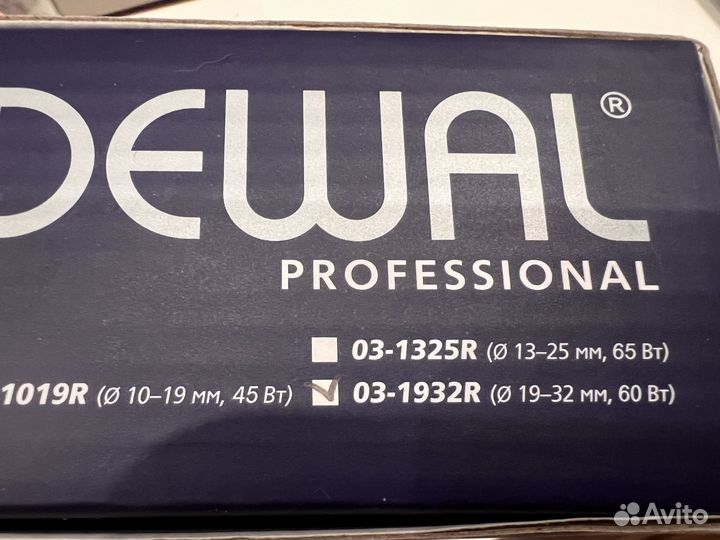 DEWAL®
PROFESSIONAL
03-1325R (Ø 13–25 мм, 65 Вт)
1019R (Ø 10–19 мм, 45 Вт) 03-1932R (Ø 19–32 мм, 60 Вт)
Avito